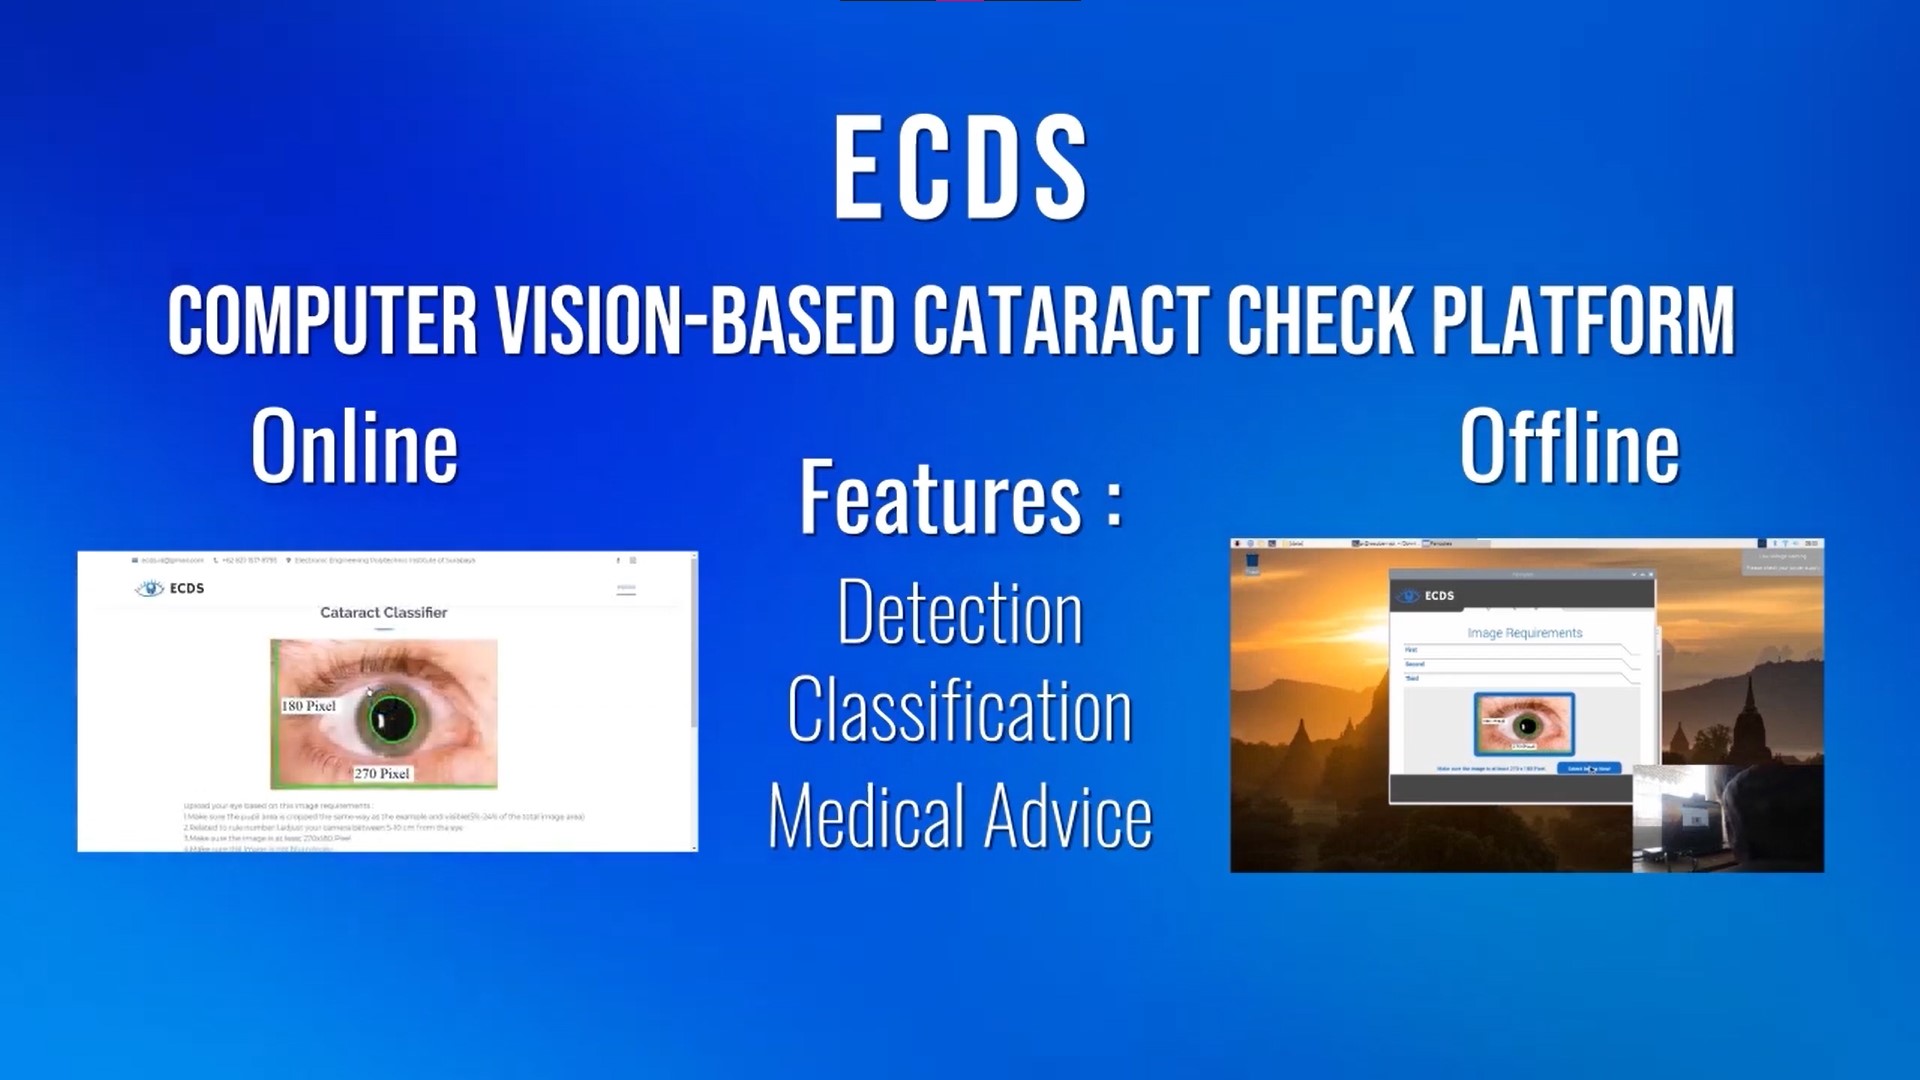 ECDS
COMPUTER VISION-BASED CATARACT CHECK PLATFORM
Online
Offline
Features :
Detection
Classification
Medical Advice
Electronic Engineering Polytechnic Institute of Surabaya
ECDS
Cataract Classifier
180 Pixel
270 Pixel
Upload your eye based on this image requirements :
1.Make sure the pupil area is cropped the same way as the example and visible(5%-24% of the total image area)
2.Related to rule number 1,adjust your camera between 5-10 cm from the eye
3.Make sure the image is at least 270x180 Pixel
ECDS
Image Requirements
First
Second
Third
Make sure the image is at least 270 x 180 Pixel